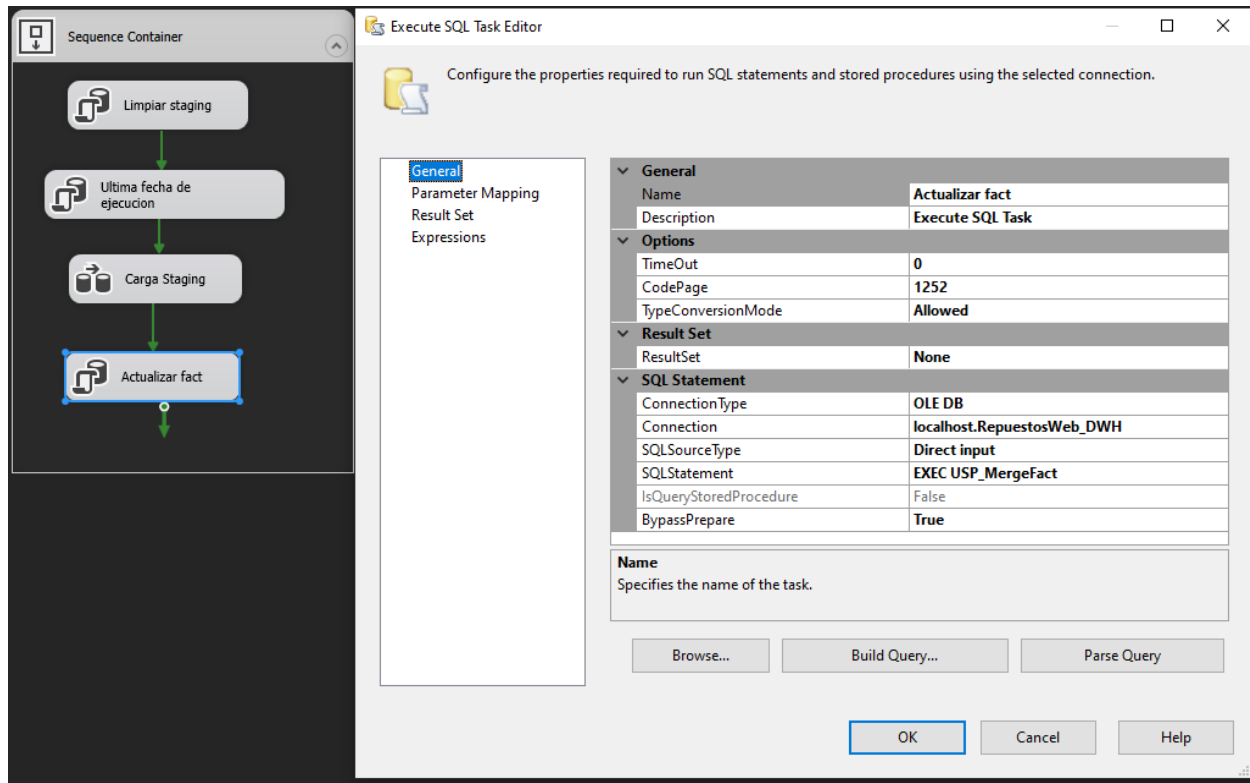 Sequence Container
Limpiar staging
Ultima fecha de
ejecucion
Carga Staging
Actualizar fact
Execute SQL Task Editor
Configure the properties required to run SQL statements and stored procedures using the selected connection.
General
Parameter Mapping
Result Set
Expressions
General
Name Actualizar fact
Description Execute SQL Task
Options
TimeOut 0
CodePage 1252
TypeConversionMode Allowed
Result Set
ResultSet None
SQL Statement
ConnectionType OLE DB
Connection localhost.RepuestosWeb_DWH
SQLSourceType Direct input
SQLStatement EXEC USP_MergeFact
IsQueryStoredProcedure False
BypassPrepare True
Name
Specifies the name of the task.
Browse... Build Query... Parse Query
OK Cancel Help